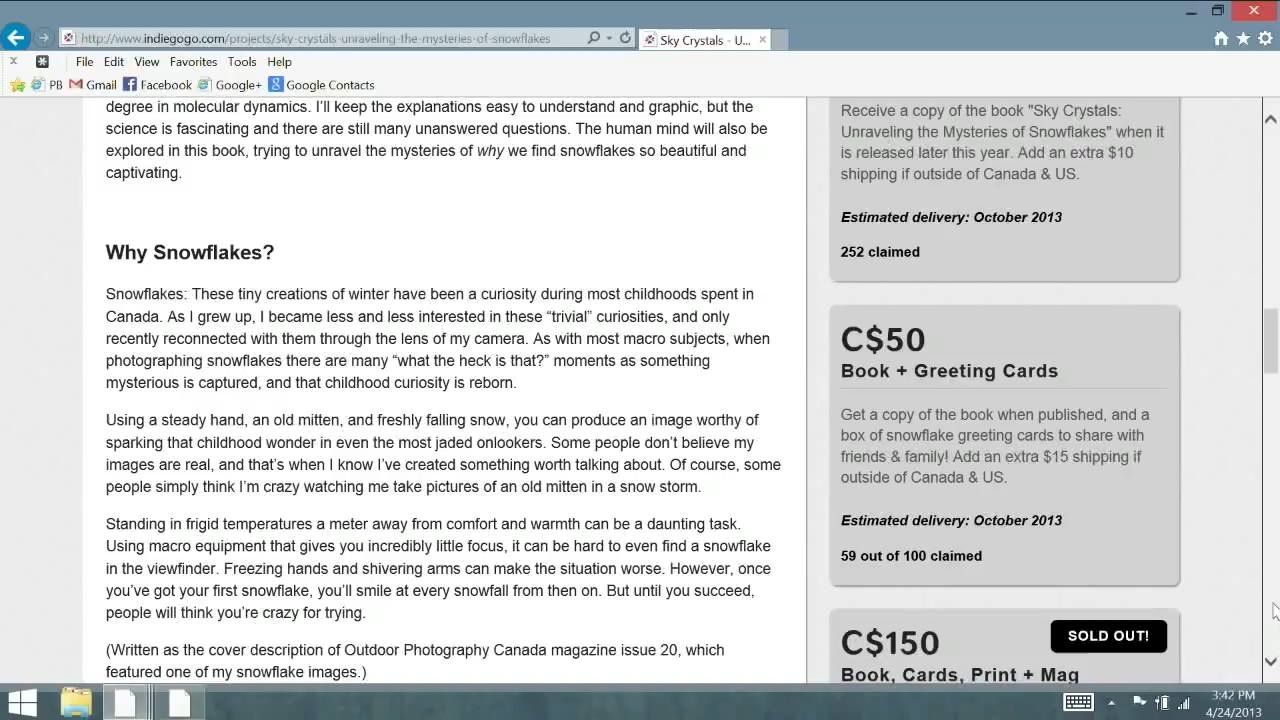 http://www.indiegogo.com/projects/sky-crystals-unraveling-the-mysteries-of-snowflakes
Sky Crystals - U...
File Edit View Favorites Tools Help
PB Gmail Facebook Google+ Google Contacts
degree in molecular dynamics. I'll keep the explanations easy to understand and graphic, but the
science is fascinating and there are still many unanswered questions. The human mind will also be
explored in this book, trying to unravel the mysteries of why we find snowflakes so beautiful and
captivating.
Why Snowflakes?
Snowflakes: These tiny creations of winter have been a curiosity during most childhoods spent in
Canada. As I grew up, I became less and less interested in these “trivial” curiosities, and only
recently reconnected with them through the lens of my camera. As with most macro subjects, when
photographing snowflakes there are many “what the heck is that?” moments as something
mysterious is captured, and that childhood curiosity is reborn.
Using a steady hand, an old mitten, and freshly falling snow, you can produce an image worthy of
sparking that childhood wonder in even the most jaded onlookers. Some people don't believe my
images are real, and that's when I know I've created something worth talking about. Of course, some
people simply think I'm crazy watching me take pictures of an old mitten in a snow storm.
Standing in frigid temperatures a meter away from comfort and warmth can be a daunting task.
Using macro equipment that gives you incredibly little focus, it can be hard to even find a snowflake
in the viewfinder. Freezing hands and shivering arms can make the situation worse. However, once
you've got your first snowflake, you'll smile at every snowfall from then on. But until you succeed,
people will think you're crazy for trying.
(Written as the cover description of Outdoor Photography Canada magazine issue 20, which
featured one of my snowflake images.)
Receive a copy of the book "Sky Crystals:
Unraveling the Mysteries of Snowflakes" when it
is released later this year. Add an extra $10
shipping if outside of Canada & US.
Estimated delivery: October 2013
252 claimed
C$50
Book + Greeting Cards
Get a copy of the book when published, and a
box of snowflake greeting cards to share with
friends & family! Add an extra $15 shipping if
outside of Canada & US.
Estimated delivery: October 2013
59 out of 100 claimed
C$150
SOLD OUT!
Book, Cards, Print + Mag
3:42 PM
4/24/2013